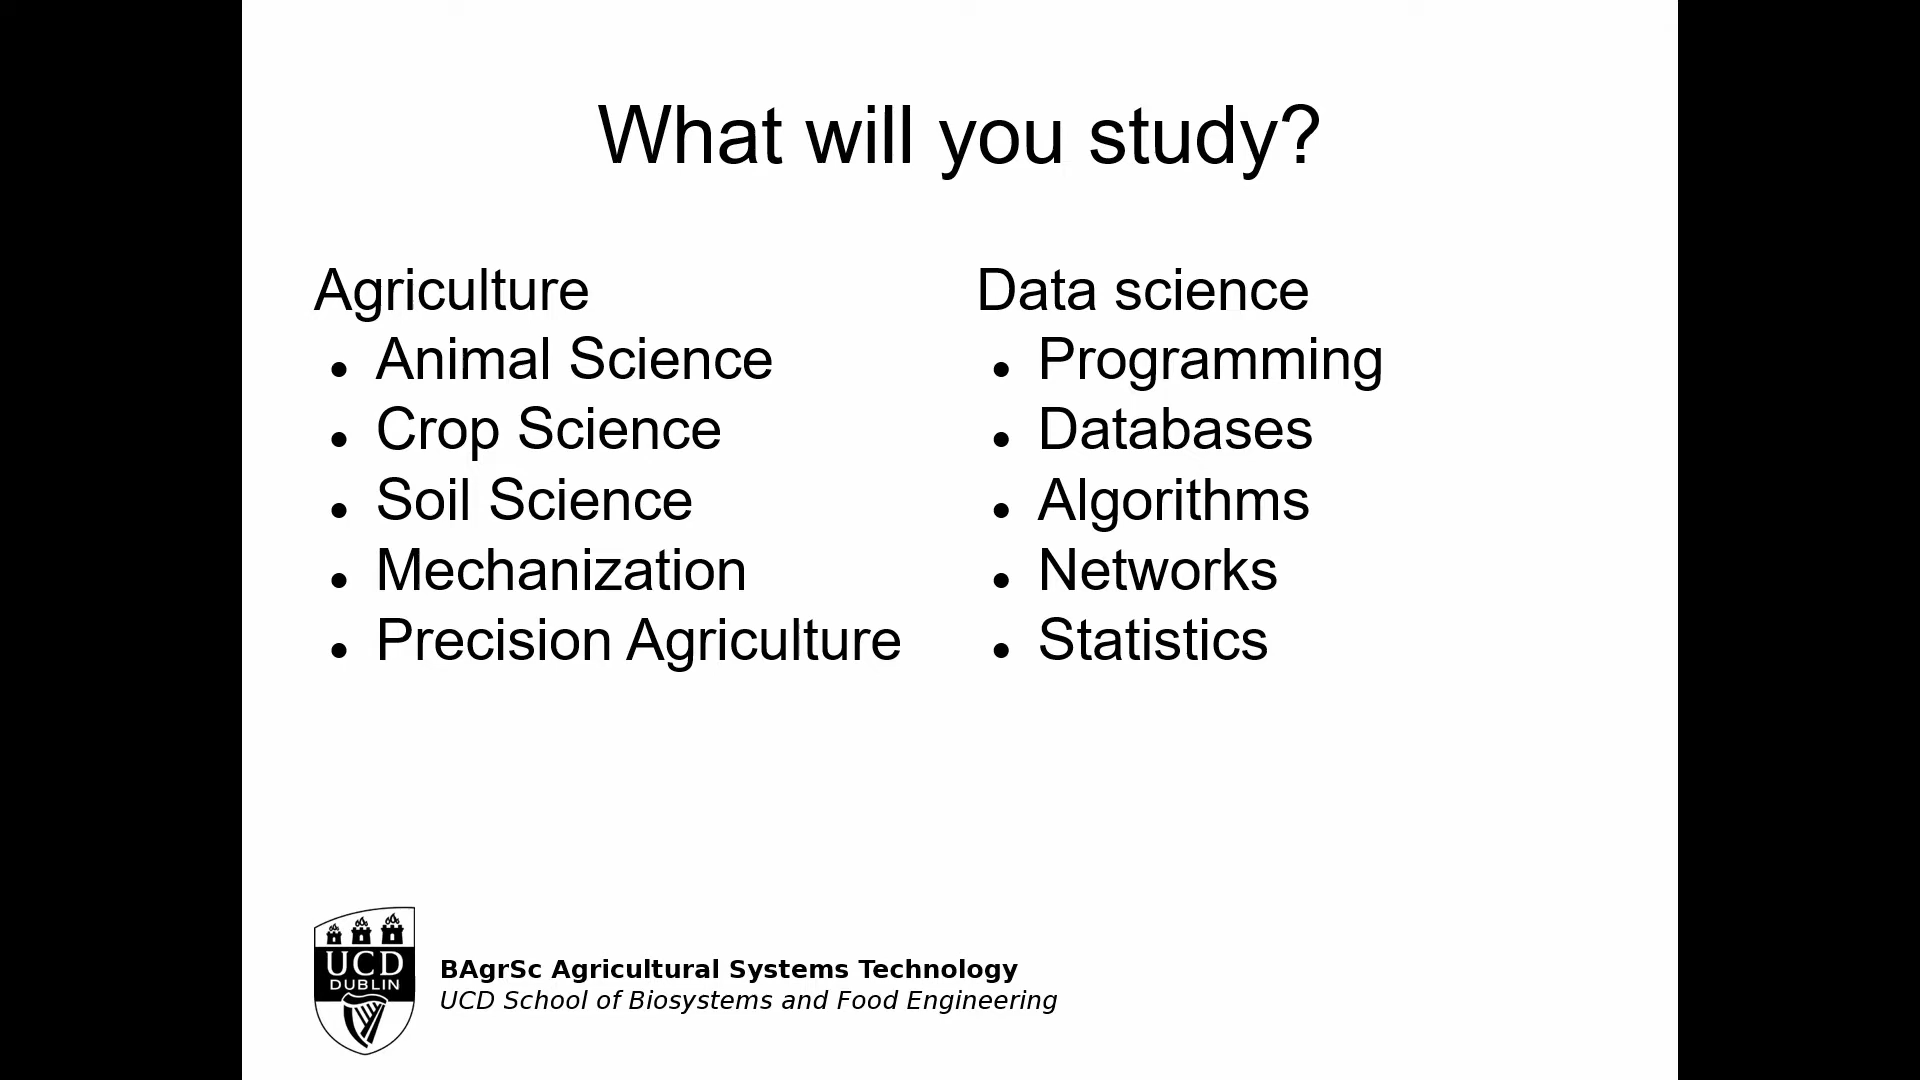 What will you study?
Agriculture
• Animal Science
• Crop Science
• Soil Science
• Mechanization
• Precision Agriculture
Data science
• Programming
• Databases
• Algorithms
• Networks
• Statistics
UCD
DUBLIN
BAgrSc Agricultural Systems Technology
UCD School of Biosystems and Food Engineering